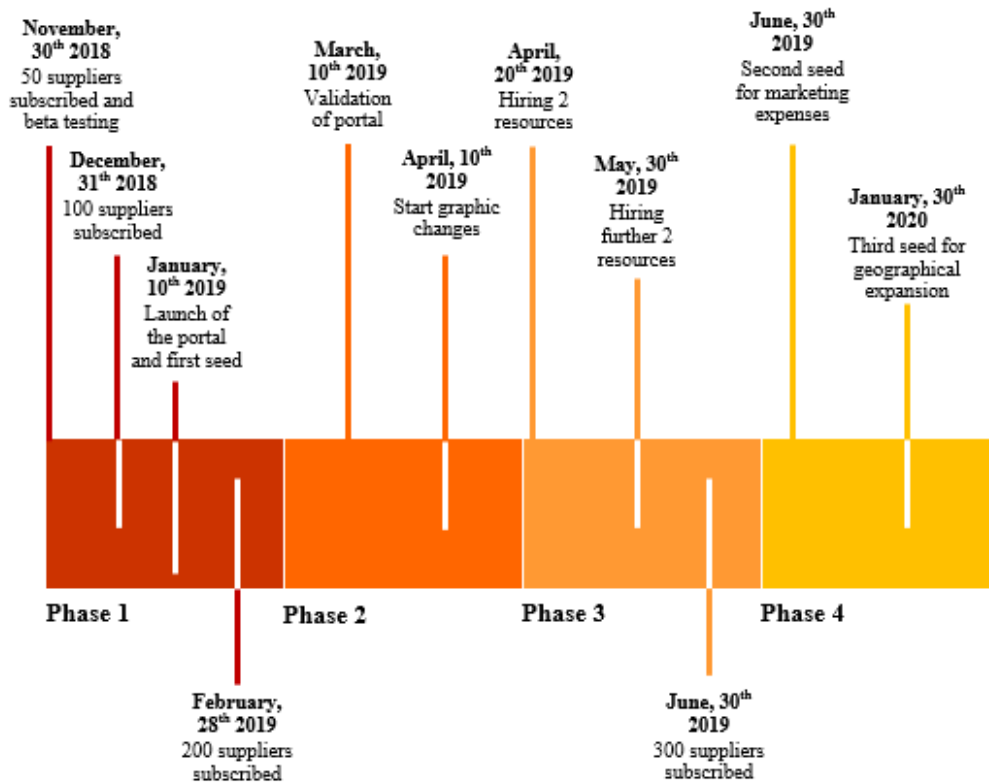 November,
30th 2018
50 suppliers
subscribed and
beta testing
December,
31th 2018
100 suppliers
subscribed
January,
10th 2019
Launch of
the portal
and first seed
March,
10th 2019
Validation
of portal
April, 10th
2019
Start graphic
changes
April,
20th 2019
Hiring 2
resources
May, 30th
2019
Hiring
further 2
resources
June, 30th
2019
Second seed
for marketing
expenses
January, 30th
2020
Third seed for
geographical
expansion
Phase 1
Phase 2
Phase 3
Phase 4
February,
28th 2019
200 suppliers
subscribed
June, 30th
2019
300 suppliers
subscribed